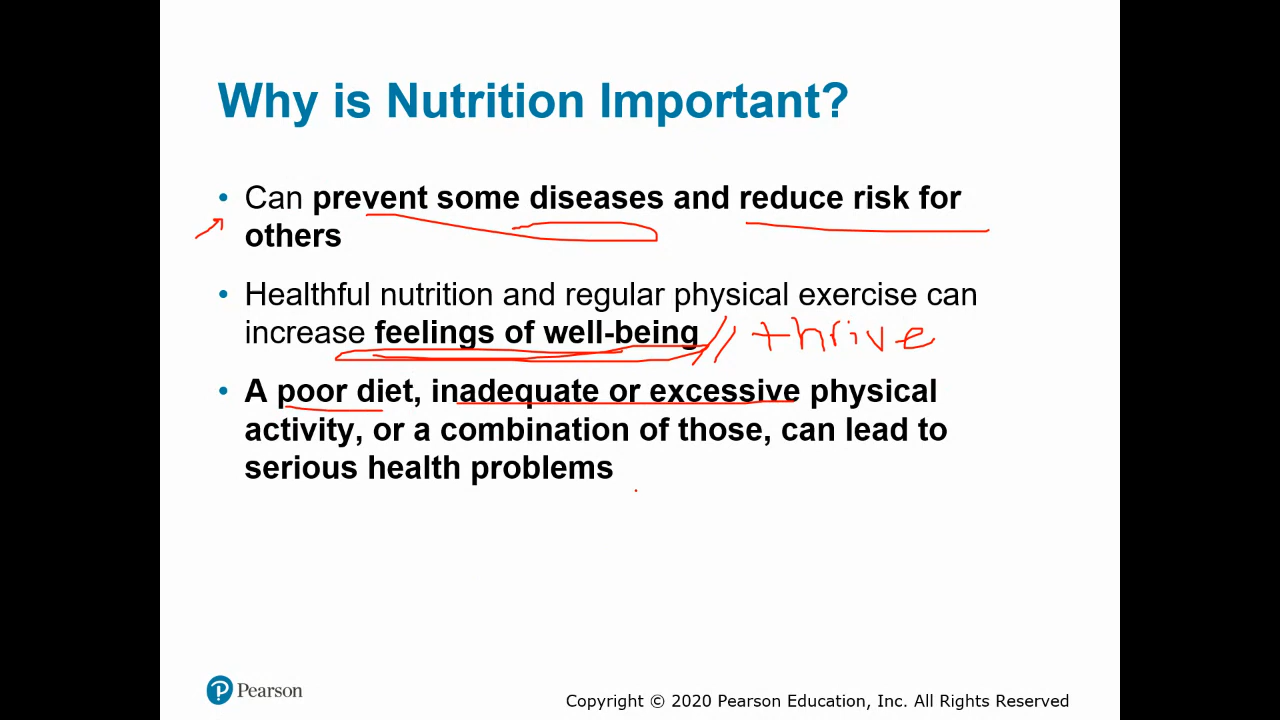 Why is Nutrition Important?
• Can prevent some diseases and reduce risk for
others
• Healthful nutrition and regular physical exercise can
increase feelings of well-being // thrive
• A poor diet, inadequate or excessive physical
activity, or a combination of those, can lead to
serious health problems
Pearson
Copyright © 2020 Pearson Education, Inc. All Rights Reserved